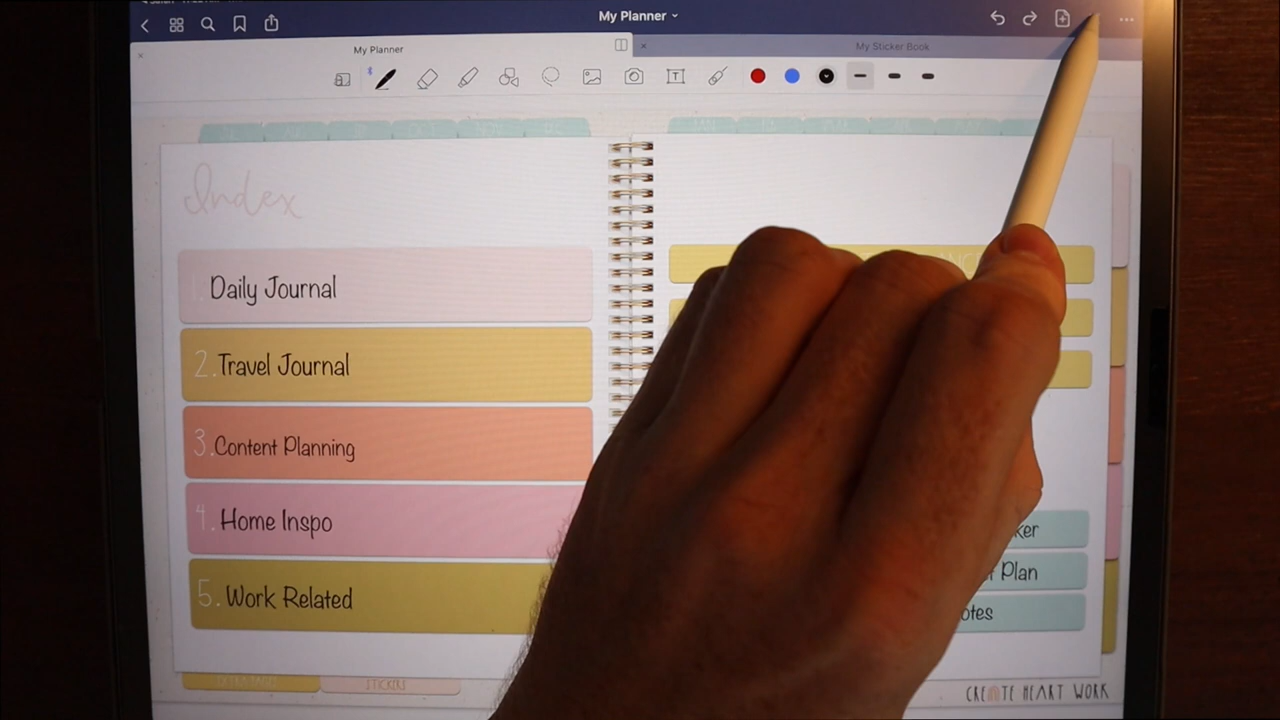 My Planner
My Planner
My Sticker Book
T
Index
Daily Journal
2. Travel Journal
3. Content Planning
4. Home Inspo
5. Work Related
ker
Plan
otes
STICKERS
CREATE HEART WORK